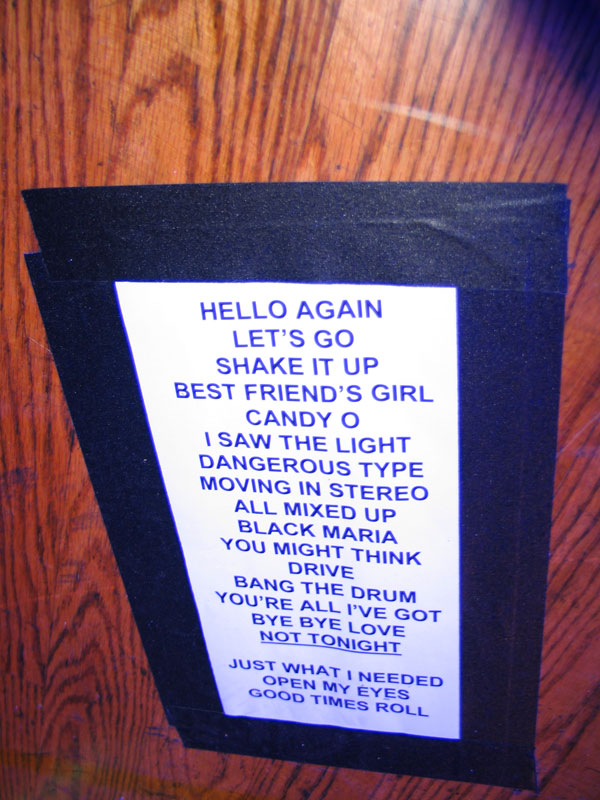 HELLO AGAIN
LET'S GO
SHAKE IT UP
BEST FRIEND'S GIRL
CANDY O
I SAW THE LIGHT
DANGEROUS TYPE
MOVING IN STEREO
ALL MIXED UP
BLACK MARIA
YOU MIGHT THINK
DRIVE
BANG THE DRUM
YOU'RE ALL I'VE GOT
BYE BYE LOVE
NOT TONIGHT
JUST WHAT I NEEDED
OPEN MY EYES
GOOD TIMES ROLL